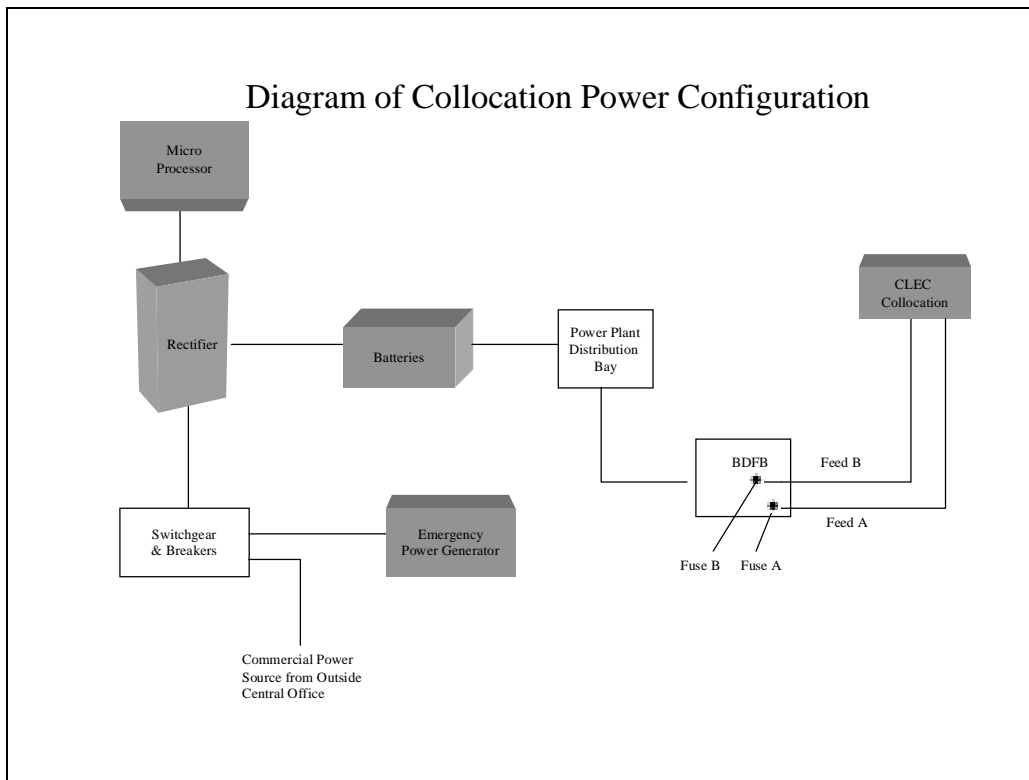 Diagram of Collocation Power Configuration
Micro
Processor
CLEC
Collocation
Rectifier
Batteries
Power Plant
Distribution
Bay
BDFB
Feed B
Feed A
Fuse B
Fuse A
Switchgear
& Breakers
Emergency
Power Generator
Commercial Power
Source from Outside
Central Office